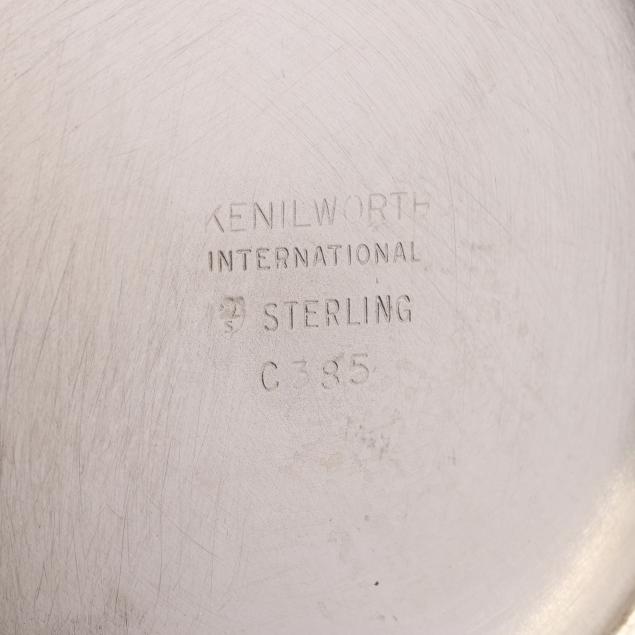 KENILWORTH
INTERNATIONAL
S STERLING
C385